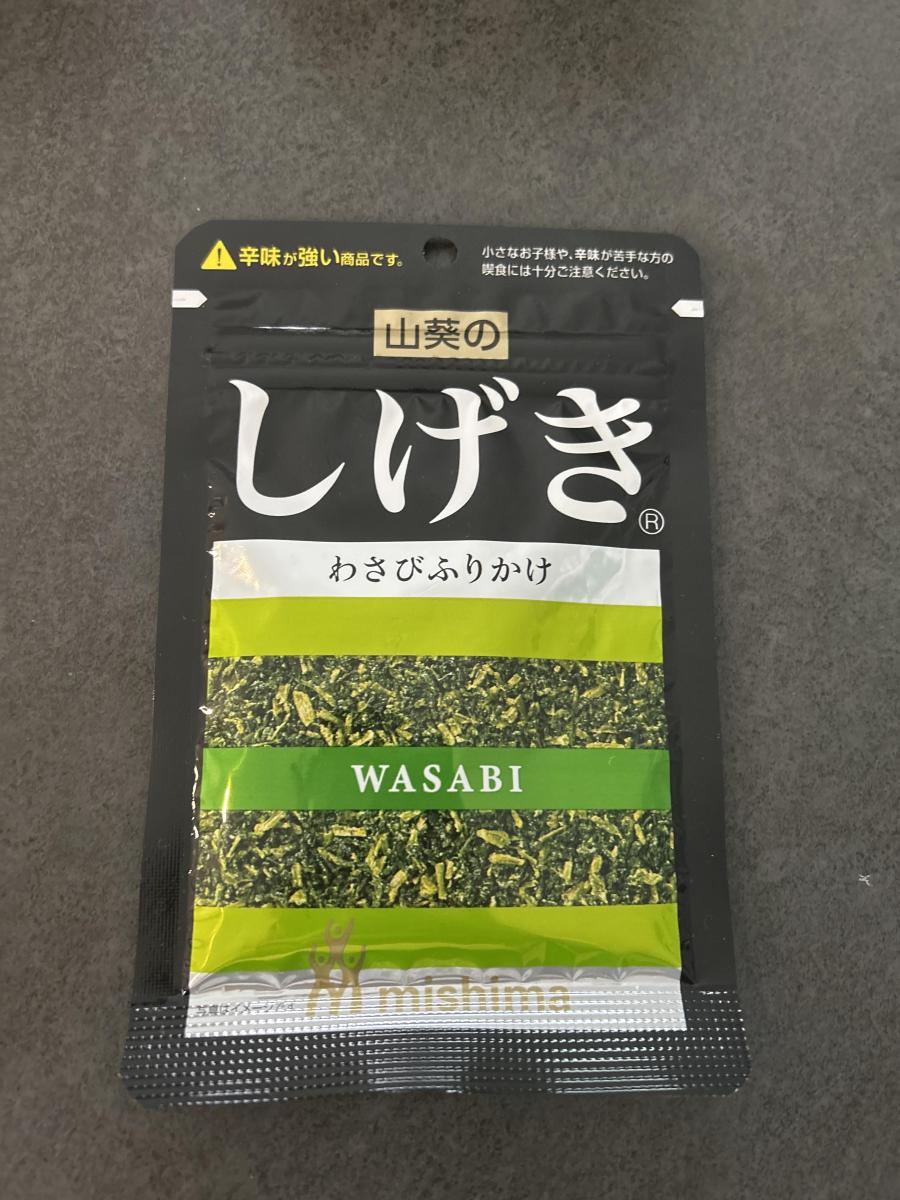 辛味が強い商品です。
小さなお子様や、辛味が苦手な方の
喫食には十分ご注意ください。
山葵の
しげき®
わさびふりかけ
WASABI
mishima
写真はイメージです